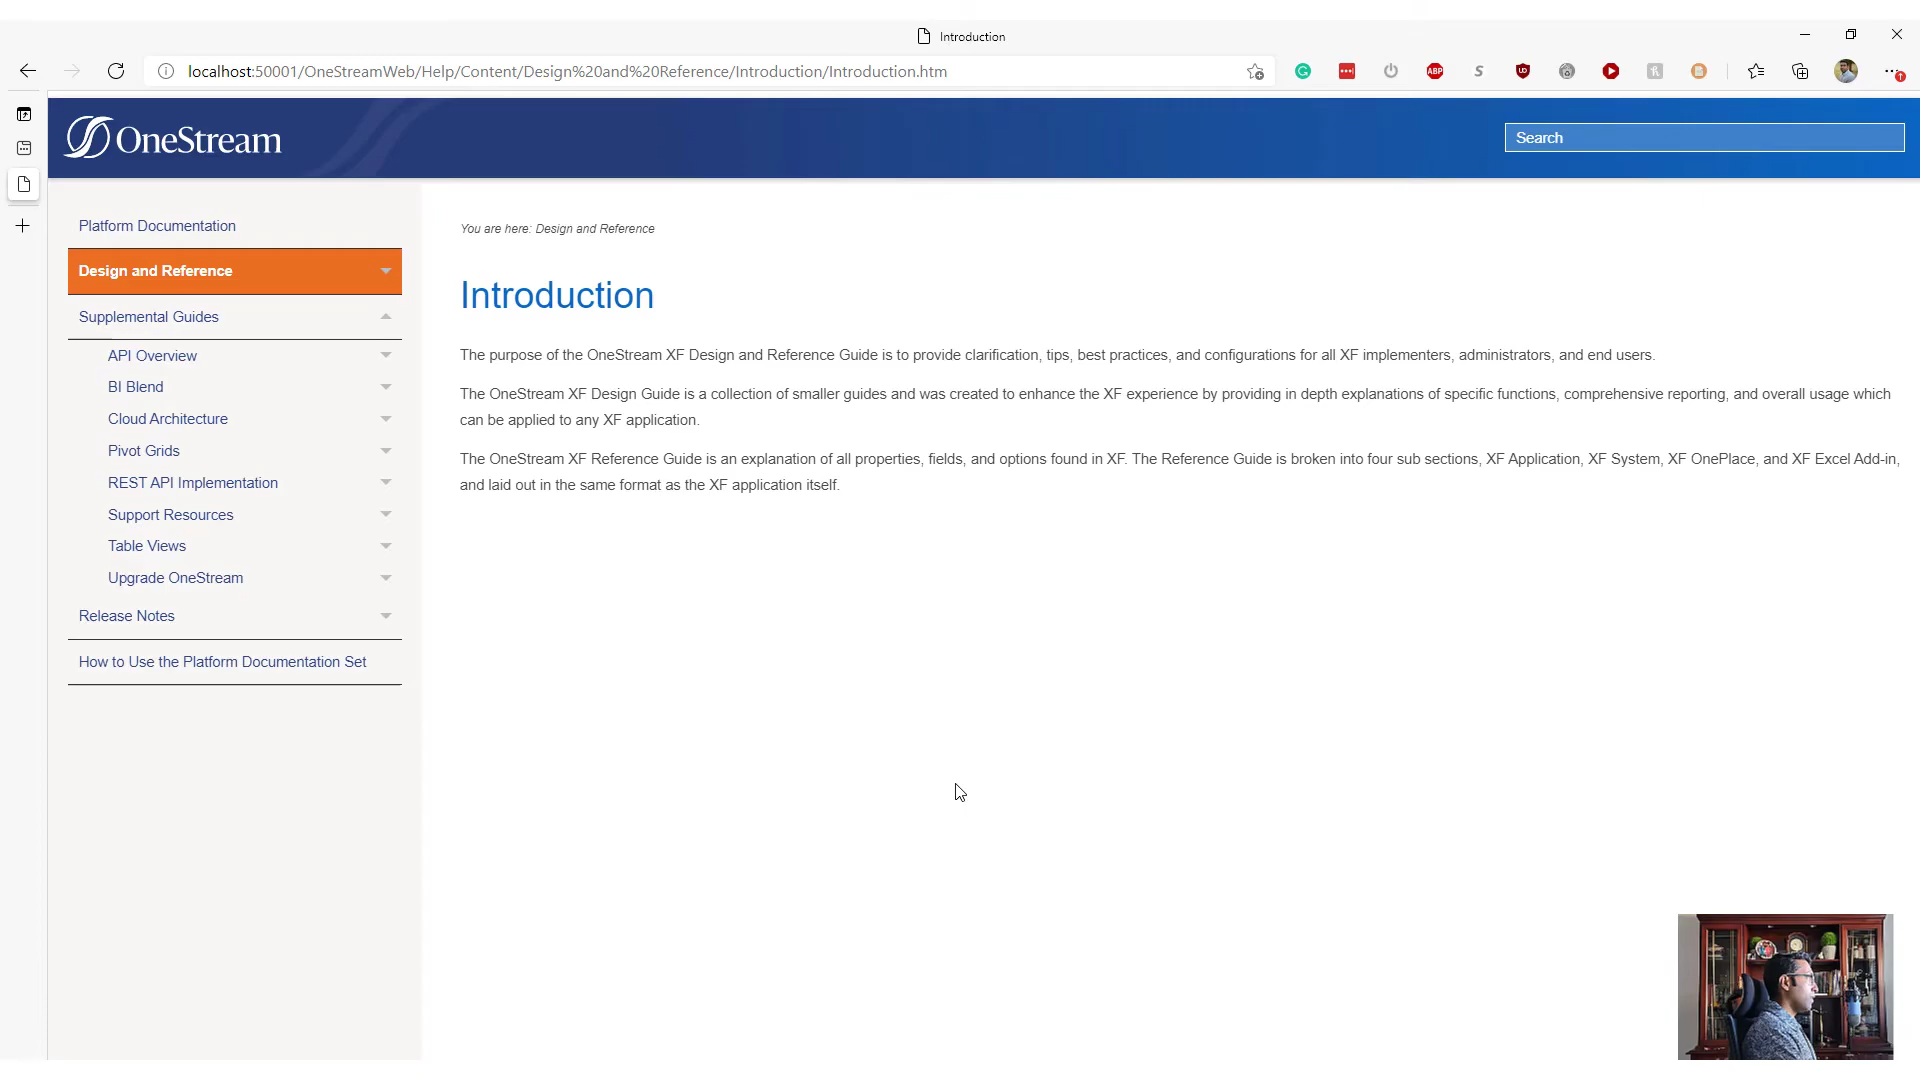 Introduction
localhost:50001/OneStreamWeb/Help/Content/Design%20and%20Reference/Introduction/Introduction.htm
ABP
OneStream
Search
Platform Documentation
Design and Reference
Supplemental Guides
API Overview
BI Blend
Cloud Architecture
Pivot Grids
REST API Implementation
Support Resources
Table Views
Upgrade OneStream
Release Notes
How to Use the Platform Documentation Set
You are here: Design and Reference
Introduction
The purpose of the OneStream XF Design and Reference Guide is to provide clarification, tips, best practices, and configurations for all XF implementers, administrators, and end users.
The OneStream XF Design Guide is a collection of smaller guides and was created to enhance the XF experience by providing in depth explanations of specific functions, comprehensive reporting, and overall usage which
can be applied to any XF application.
The OneStream XF Reference Guide is an explanation of all properties, fields, and options found in XF. The Reference Guide is broken into four sub sections, XF Application, XF System, XF OnePlace, and XF Excel Add-in,
and laid out in the same format as the XF application itself.